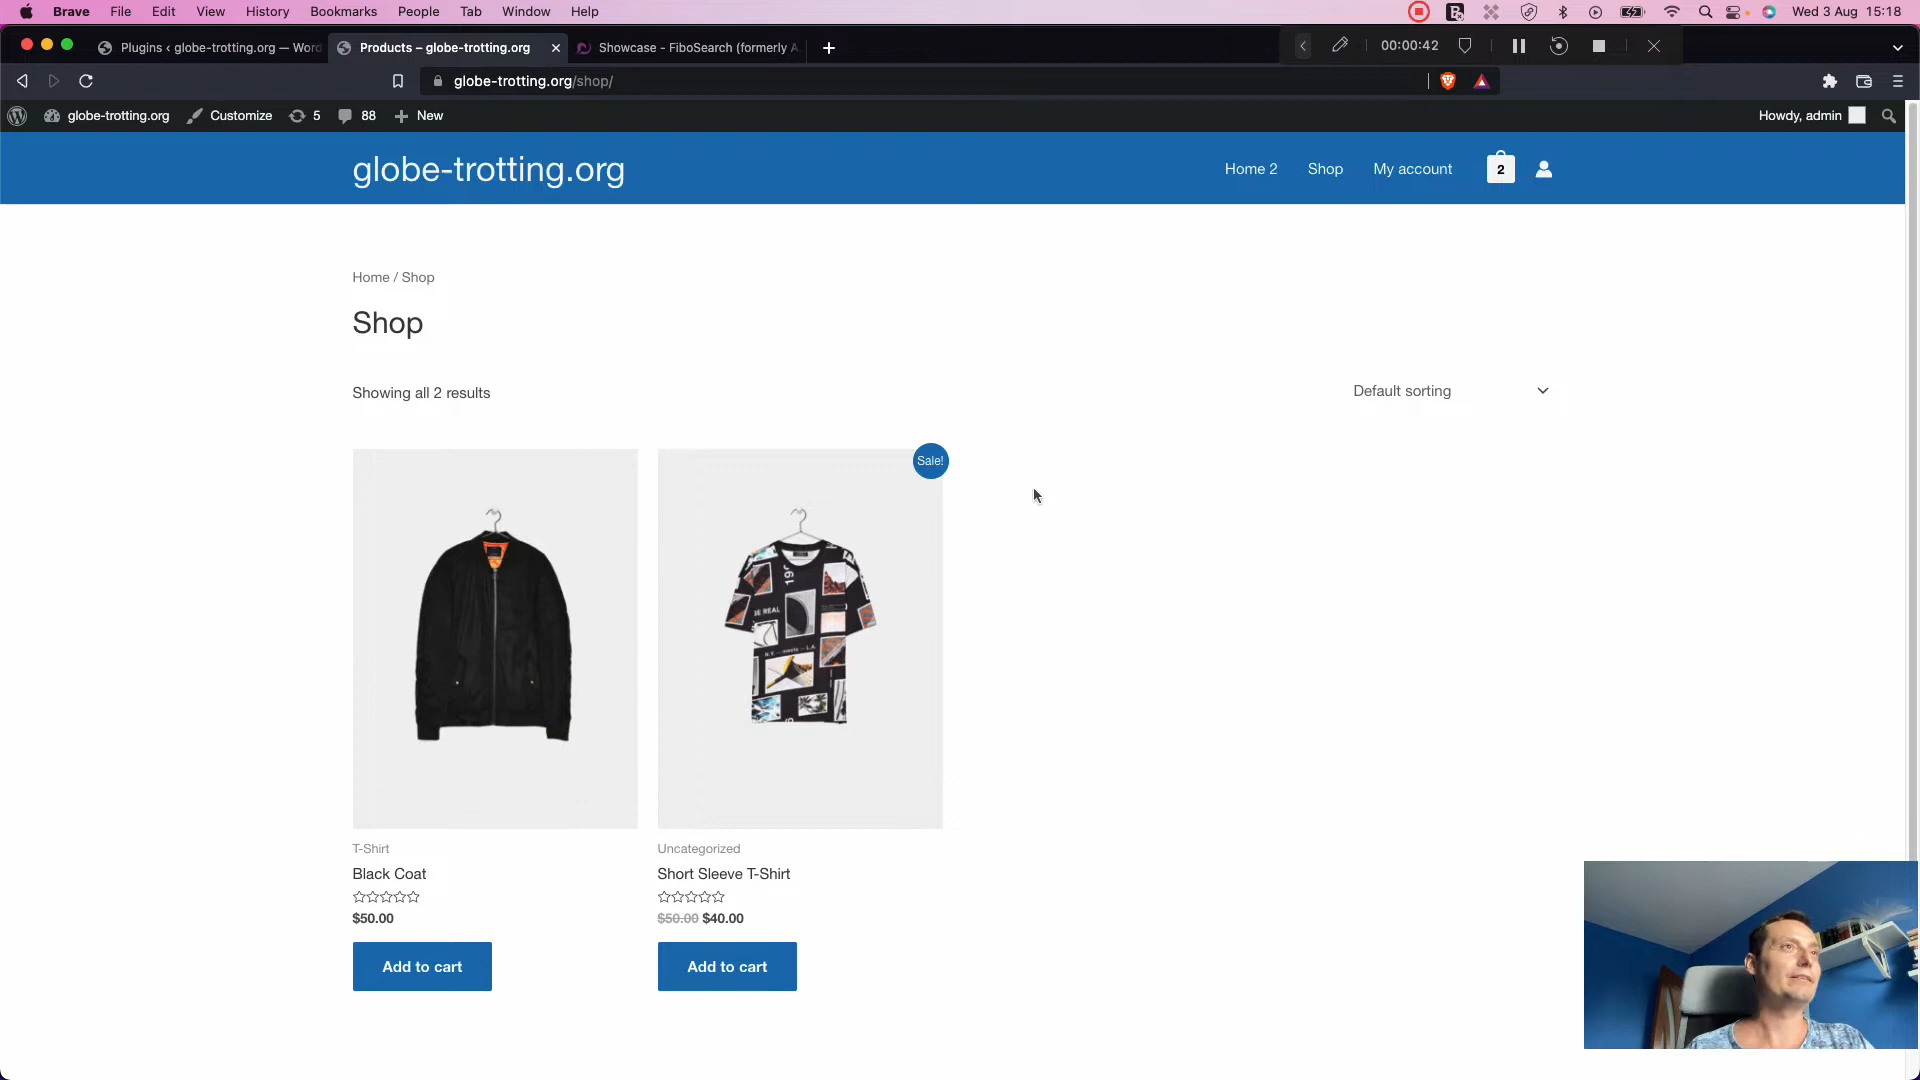 Brave File Edit View History Bookmarks People Tab Window Help Wed 3 Aug 15:18
Plugins ‹ globe-trotting.org — Word Products – globe-trotting.org Showcase - FiboSearch (formerly A 00:00:42
globe-trotting.org/shop/
globe-trotting.org Customize 5 88 New Howdy, admin
globe-trotting.org Home 2 Shop My account 2
Home / Shop
Shop
Showing all 2 results Default sorting
Sale!
BE REAL
T-Shirt Uncategorized
Black Coat Short Sleeve T-Shirt
$50.00 $50.00 $40.00
Add to cart Add to cart